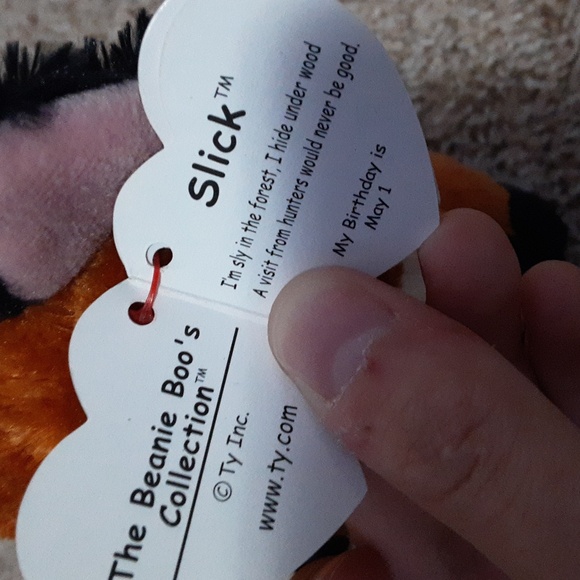 The Beanie Boo's
Collection™
© Ty Inc.
www.ty.com
Slick™
I'm sly in the forest, I hide under wood
A visit from hunters would never be good.
My Birthday is
May 1